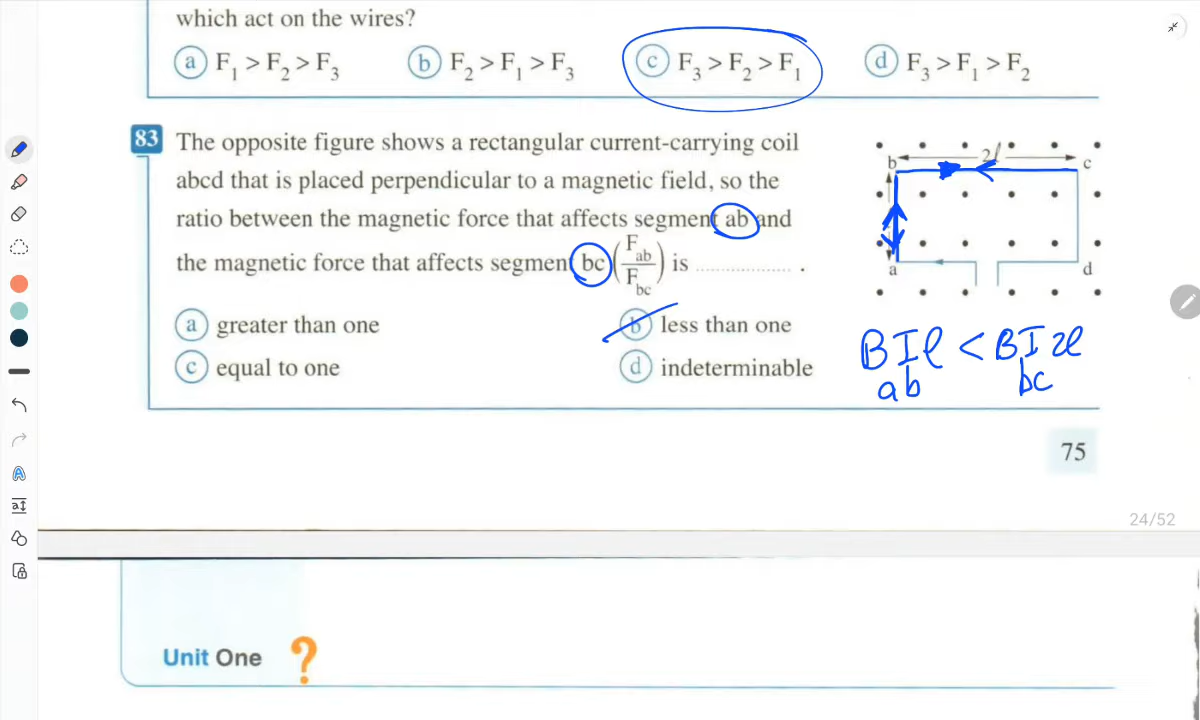 which act on the wires?
a F₁ > F₂ > F₃ b F₂ > F₁ > F₃ c F₃ > F₂ > F₁ d F₃ > F₁ > F₂
83 The opposite figure shows a rectangular current-carrying coil
abcd that is placed perpendicular to a magnetic field, so the
ratio between the magnetic force that affects segment ab and
the magnetic force that affects segment bc (F_ab/F_bc) is .................... .
a greater than one b less than one
c equal to one d indeterminable
b 2l c
a d
BIl < BI2l
ab bc
75
24/52
Unit One ?